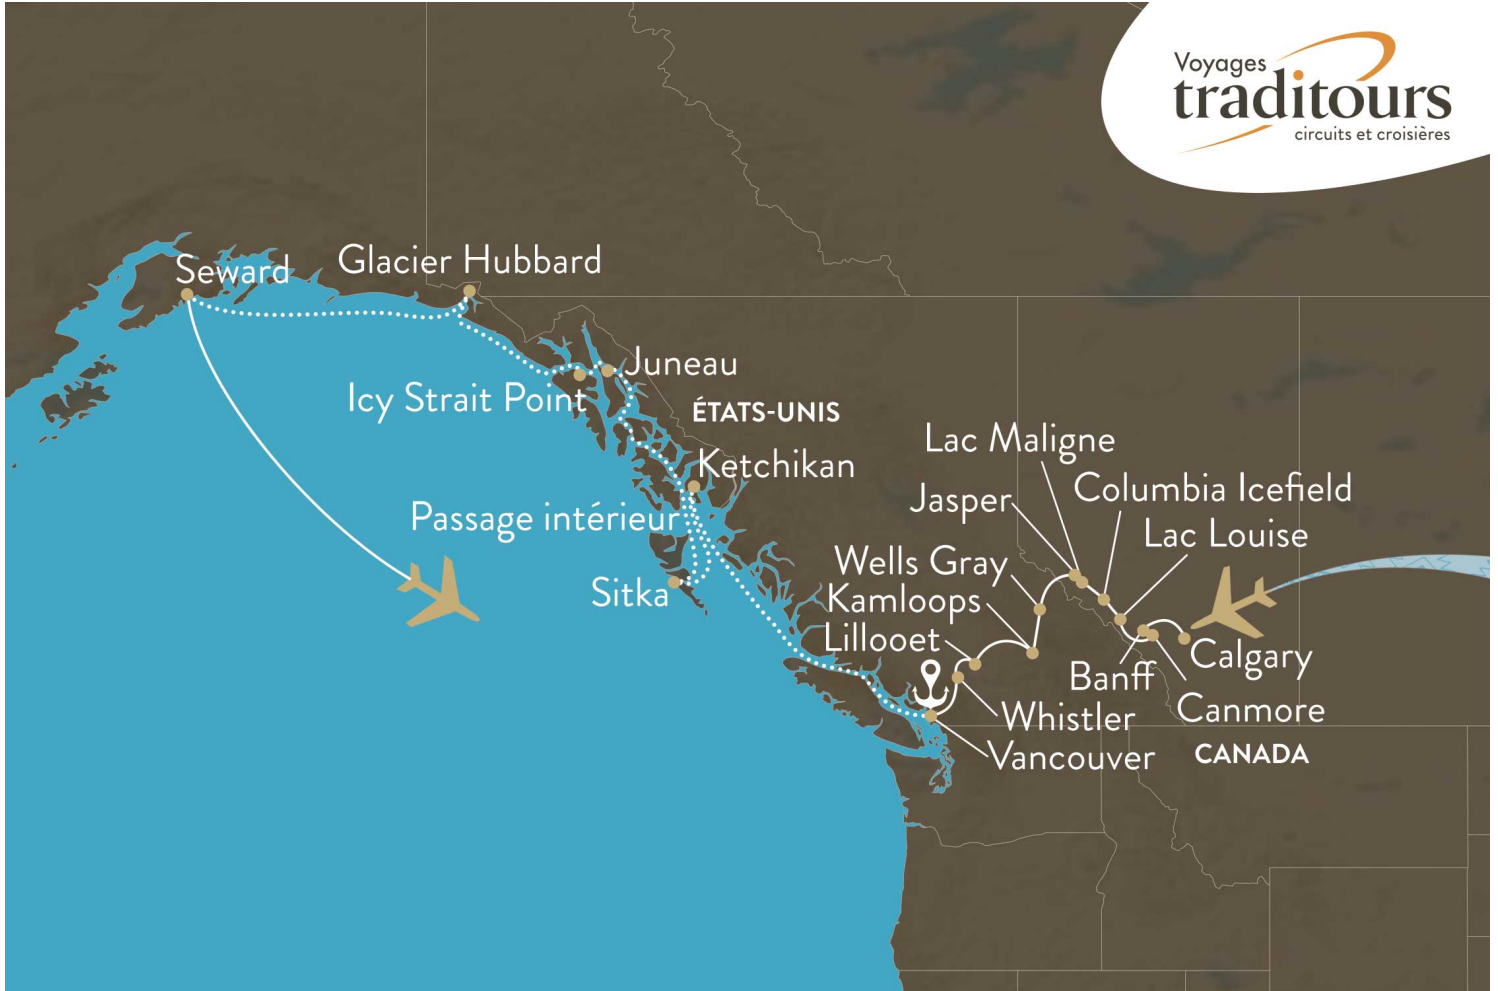 Voyages
traditours
circuits et croisières
Glacier Hubbard
Seward
Juneau
Icy Strait Point
ÉTATS-UNIS
Lac Maligne
Ketchikan
Columbia Icefield
Jasper
Passage intérieur
Lac Louise
Wells Gray
Sitka
Kamloops
Lillooet
Calgary
Banff
Canmore
Whistler
Vancouver
CANADA